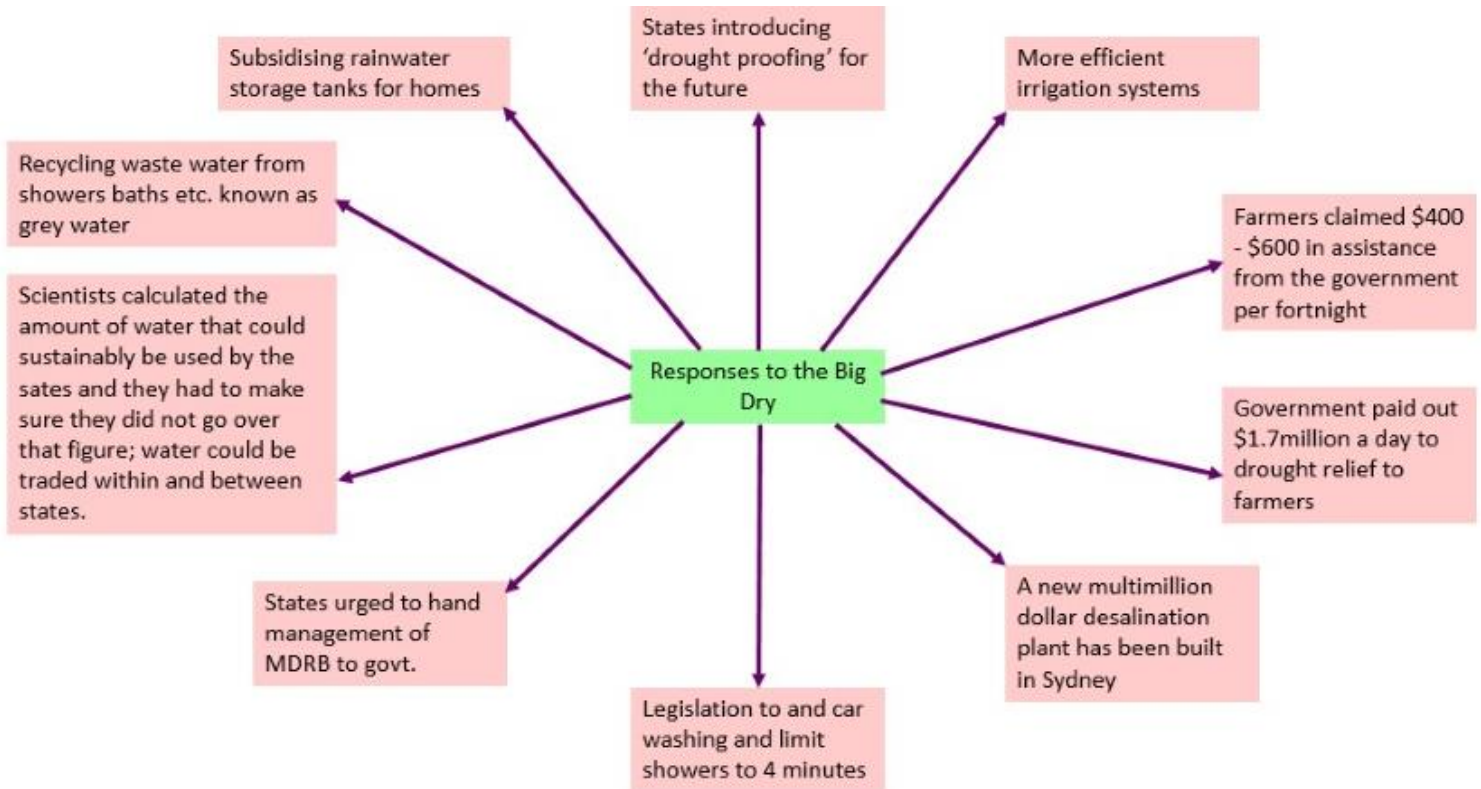 Responses to the Big
Dry
States introducing
‘drought proofing’ for
the future
More efficient
irrigation systems
Farmers claimed $400
- $600 in assistance
from the government
per fortnight
Government paid out
$1.7million a day to
drought relief to
farmers
A new multimillion
dollar desalination
plant has been built
in Sydney
Legislation to and car
washing and limit
showers to 4 minutes
States urged to hand
management of
MDRB to govt.
Scientists calculated the
amount of water that could
sustainably be used by the
sates and they had to make
sure they did not go over
that figure; water could be
traded within and between
states.
Recycling waste water from
showers baths etc. known as
grey water
Subsidising rainwater
storage tanks for homes